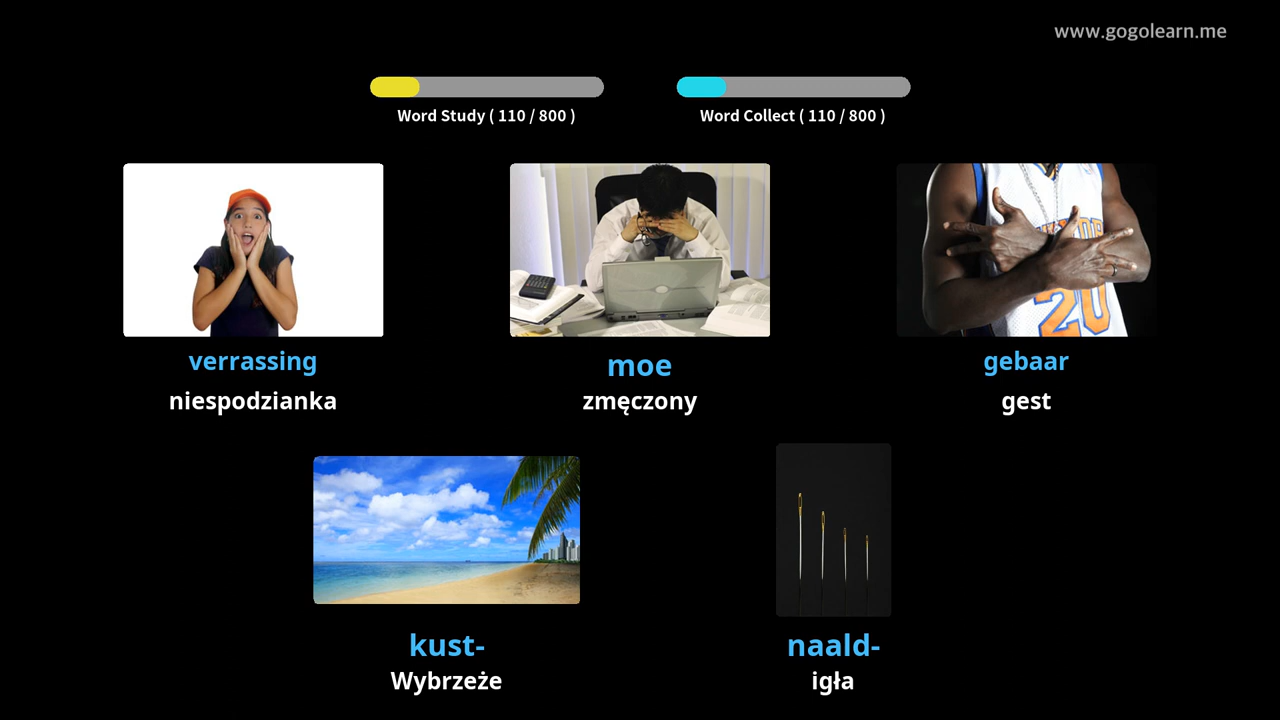 www.gogolearn.me
Word Study ( 110 / 800 )
Word Collect ( 110 / 800 )
verrassing
moe
gebaar
niespodzianka
zmęczony
gest
20
kust-
naald-
Wybrzeże
igła